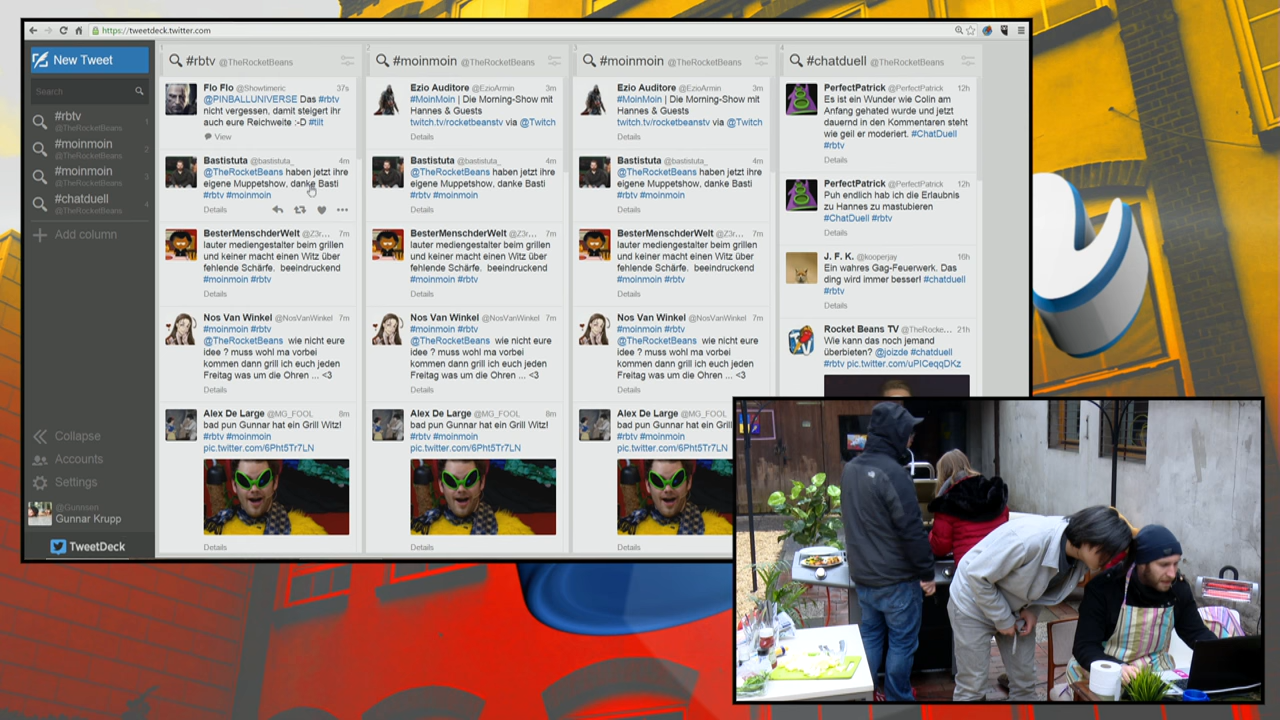 https://tweetdeck.twitter.com
New Tweet
Search
#rbtv
@TheRocketBeans
1
#moinmoin
@TheRocketBeans
2
#moinmoin
@TheRocketBeans
3
#chatduell
@TheRocketBeans
4
Add column
Collapse
Accounts
Settings
@Gunnsen
Gunnar Krupp
TweetDeck
1
#rbtv @TheRocketBeans
Flo Flo @Showtimeric 37s
@PINBALLUNIVERSE Das #rbtv
nicht vergessen, damit steigert ihr
auch eure Reichweite :-D #tilt
View
Bastistuta @bastistuta_ 4m
@TheRocketBeans haben jetzt ihre
eigene Muppetshow, danke Basti
#rbtv #moinmoin
Details
BesterMenschderWelt @Z3r... 7m
lauter mediengestalter beim grillen
und keiner macht einen Witz über
fehlende Schärfe. beeindruckend
#moinmoin #rbtv
Details
Nos Van Winkel @NosVanWinkel 7m
#moinmoin #rbtv
@TheRocketBeans wie nicht eure
idee ? muss wohl ma vorbei
kommen dann grill ich euch jeden
Freitag was um die Ohren ... <3
Details
Alex De Large @MG_FOOL 8m
bad pun Gunnar hat ein Grill Witz!
#rbtv #moinmoin
pic.twitter.com/6Pht5Tr7LN
Details
2
#moinmoin @TheRocketBeans
Ezio Auditore @EzioArmin 3m
#MoinMoin | Die Morning-Show mit
Hannes & Guests
twitch.tv/rocketbeanstv via @Twitch
Details
Bastistuta @bastistuta_ 4m
@TheRocketBeans haben jetzt ihre
eigene Muppetshow, danke Basti
#rbtv #moinmoin
Details
BesterMenschderWelt @Z3r... 7m
lauter mediengestalter beim grillen
und keiner macht einen Witz über
fehlende Schärfe. beeindruckend
#moinmoin #rbtv
Details
Nos Van Winkel @NosVanWinkel 7m
#moinmoin #rbtv
@TheRocketBeans wie nicht eure
idee ? muss wohl ma vorbei
kommen dann grill ich euch jeden
Freitag was um die Ohren ... <3
Details
Alex De Large @MG_FOOL 8m
bad pun Gunnar hat ein Grill Witz!
#rbtv #moinmoin
pic.twitter.com/6Pht5Tr7LN
Details
3
#moinmoin @TheRocketBeans
Ezio Auditore @EzioArmin 3m
#MoinMoin | Die Morning-Show mit
Hannes & Guests
twitch.tv/rocketbeanstv via @Twitch
Details
Bastistuta @bastistuta_ 4m
@TheRocketBeans haben jetzt ihre
eigene Muppetshow, danke Basti
#rbtv #moinmoin
Details
BesterMenschderWelt @Z3r... 7m
lauter mediengestalter beim grillen
und keiner macht einen Witz über
fehlende Schärfe. beeindruckend
#moinmoin #rbtv
Details
Nos Van Winkel @NosVanWinkel 7m
#moinmoin #rbtv
@TheRocketBeans wie nicht eure
idee ? muss wohl ma vorbei
kommen dann grill ich euch jeden
Freitag was um die Ohren ... <3
Details
Alex De Large @MG_FOOL
bad pun Gunnar hat ein Grill
#rbtv #moinmoin
pic.twitter.com/6Pht5Tr7LN
Details
4
#chatduell @TheRocketBeans
PerfectPatrick @PerfectPatrick 12h
Es ist ein Wunder wie Colin am
Anfang gehated wurde und jetzt
dauernd in den Kommentaren steht
wie geil er moderiert. #ChatDuell
#rbtv
Details
PerfectPatrick @PerfectPatrick 12h
Puh endlich hab ich die Erlaubnis
zu Hannes zu mastubieren
#ChatDuell #rbtv
Details
J. F. K. @kooperjay 16h
Ein wahres Gag-Feuerwerk. Das
ding wird immer besser! #chatduell
#rbtv
Details
Rocket Beans TV @TheRocke... 21h
Wie kann das noch jemand
überbieten? @joizde #chatduell
#rbtv pic.twitter.com/uPICeqqDKz